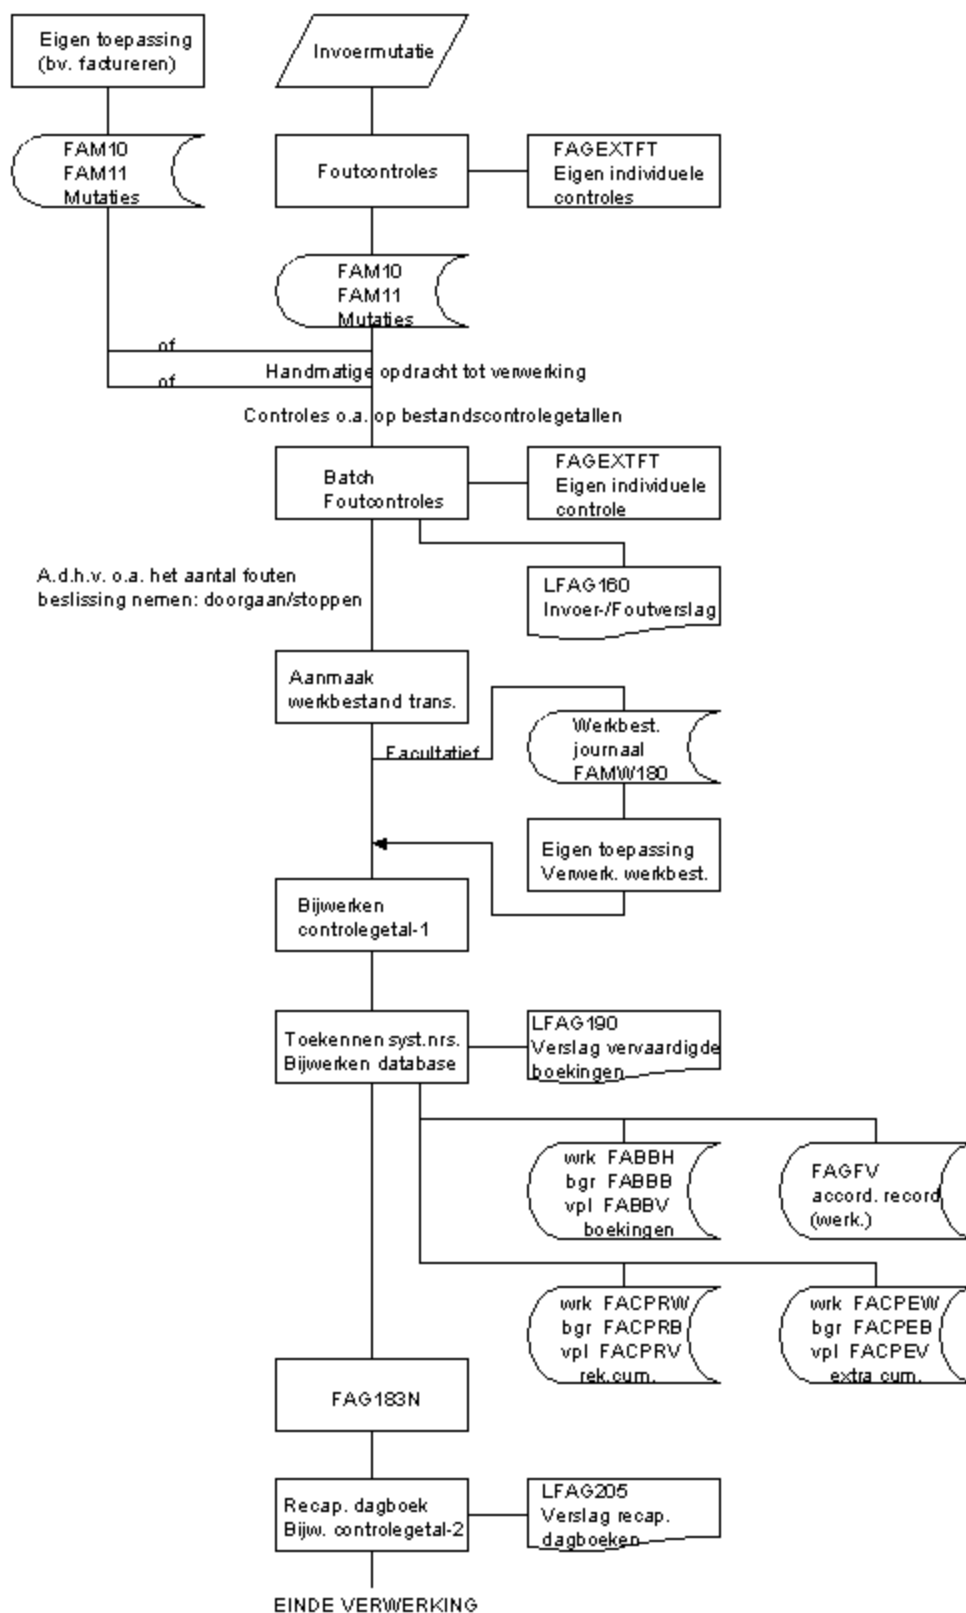 Eigen toepassing
(bv. factureren)
Invoermutatie
FAM10
FAM11
Mutaties
Foutcontroles
FAGEXTFT
Eigen individuele
controles
FAM10
FAM11
Mutaties
of
Handmatige opdracht tot verwerking
of
Controles o.a. op bestandscontrolegetallen
Batch
Foutcontroles
FAGEXTFT
Eigen individuele
controle
A.d.h.v. o.a. het aantal fouten
beslissing nemen: doorgaan/stoppen
LFAG160
Invoer-/Foutverslag
Aanmaak
werkbestand trans.
Facultatief
Werkbest.
journaal
FAMW180
Eigen toepassing
Verwerk. werkbest.
Bijwerken
controlegetal-1
Toekennen syst.nrs.
Bijwerken database
LFAG190
Verslag vervaardigde
boekingen
wrk FABBH
bgr FABBB
vpl FABBV
boekingen
FAGFV
accord. record
(werk.)
wrk FACPRW
bgr FACPRB
vpl FACPRV
rek.cum.
wrk FACPEW
bgr FACPEB
vpl FACPEV
extra cum.
FAG183N
Recap. dagboek
Bijw. controlegetal-2
LFAG205
Verslag recap.
dagboeken
EINDE VERWERKING